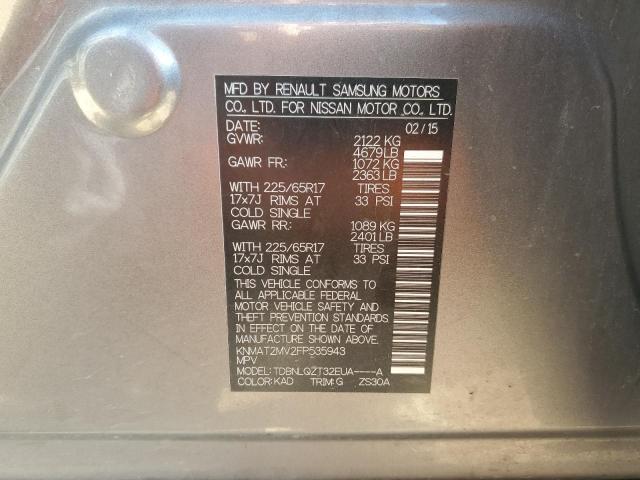 MFD BY RENAULT SAMSUNG MOTORS
CO., LTD. FOR NISSAN MOTOR CO., LTD.
DATE: 02/15
GVWR: 2122 KG
4679LB
GAWR FR: 1072 KG
2363LB
WITH 225/65R17 TIRES
17x7J RIMS AT 33 PSI
COLD SINGLE
GAWR RR: 1089 KG
2401LB
WITH 225/65R17 TIRES
17x7J RIMS AT 33 PSI
COLD SINGLE
THIS VEHICLE CONFORMS TO
ALL APPLICABLE FEDERAL
MOTOR VEHICLE SAFETY AND
THEFT PREVENTION STANDARDS
IN EFFECT ON THE DATE OF
MANUFACTURE SHOWN ABOVE.
KNMAT2MV2FP535943
MPV
MODEL: TDBNLQZT32EUA----A
COLOR: KAD TRIM: G ZS30A